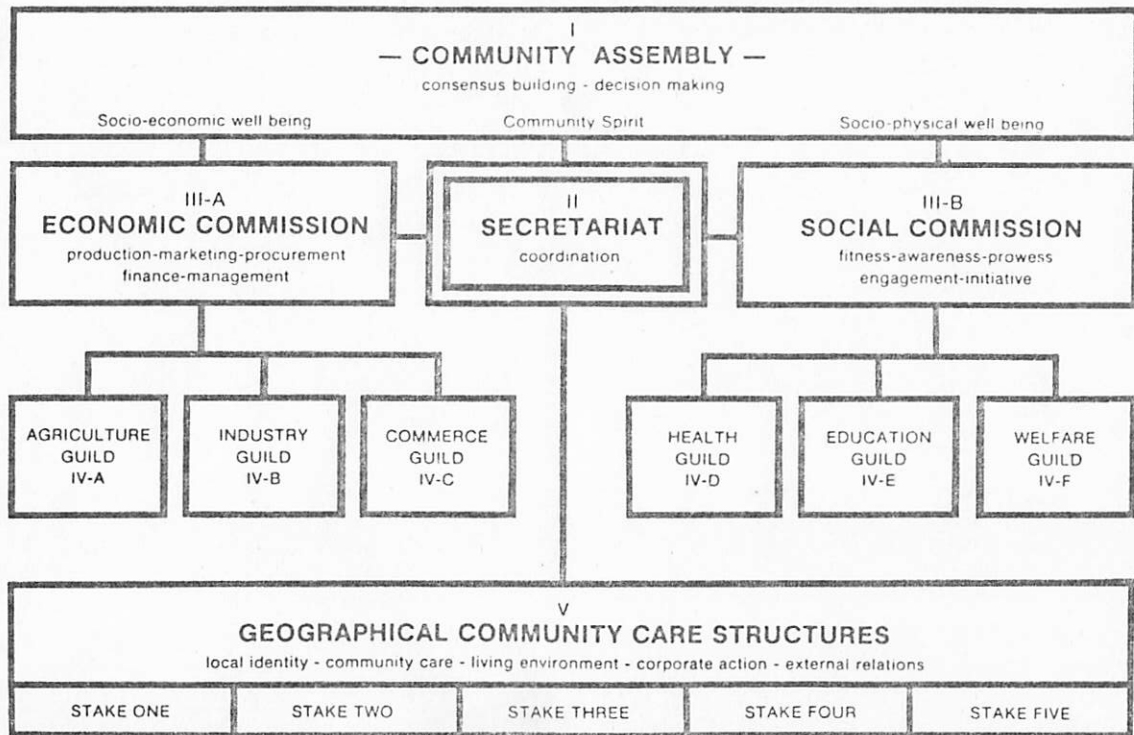 I
— COMMUNITY ASSEMBLY —
consensus building - decision making
Socio-economic well being
Community Spirit
Socio-physical well being
III-A
ECONOMIC COMMISSION
production-marketing-procurement
finance-management
II
SECRETARIAT
coordination
III-B
SOCIAL COMMISSION
fitness-awareness-prowess
engagement-initiative
AGRICULTURE
GUILD
IV-A
INDUSTRY
GUILD
IV-B
COMMERCE
GUILD
IV-C
HEALTH
GUILD
IV-D
EDUCATION
GUILD
IV-E
WELFARE
GUILD
IV-F
V
GEOGRAPHICAL COMMUNITY CARE STRUCTURES
local identity - community care - living environment - corporate action - external relations
STAKE ONE
STAKE TWO
STAKE THREE
STAKE FOUR
STAKE FIVE